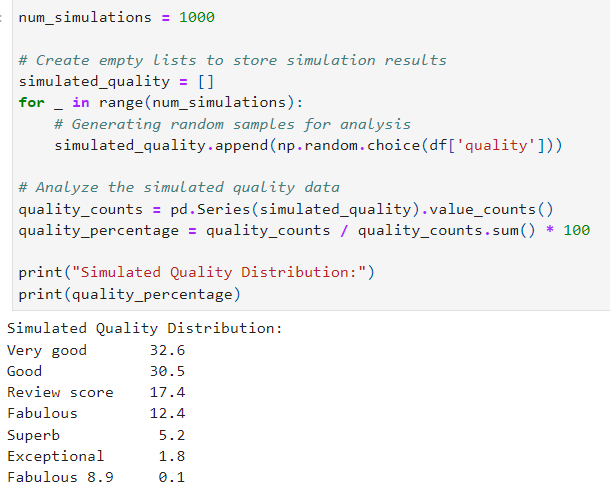 num_simulations = 1000

# Create empty lists to store simulation results
simulated_quality = []
for _ in range(num_simulations):
    # Generating random samples for analysis
    simulated_quality.append(np.random.choice(df['quality']))

# Analyze the simulated quality data
quality_counts = pd.Series(simulated_quality).value_counts()
quality_percentage = quality_counts / quality_counts.sum() * 100

print("Simulated Quality Distribution:")
print(quality_percentage)
Simulated Quality Distribution:
Very good       32.6
Good            30.5
Review score    17.4
Fabulous        12.4
Superb           5.2
Exceptional      1.8
Fabulous 8.9     0.1